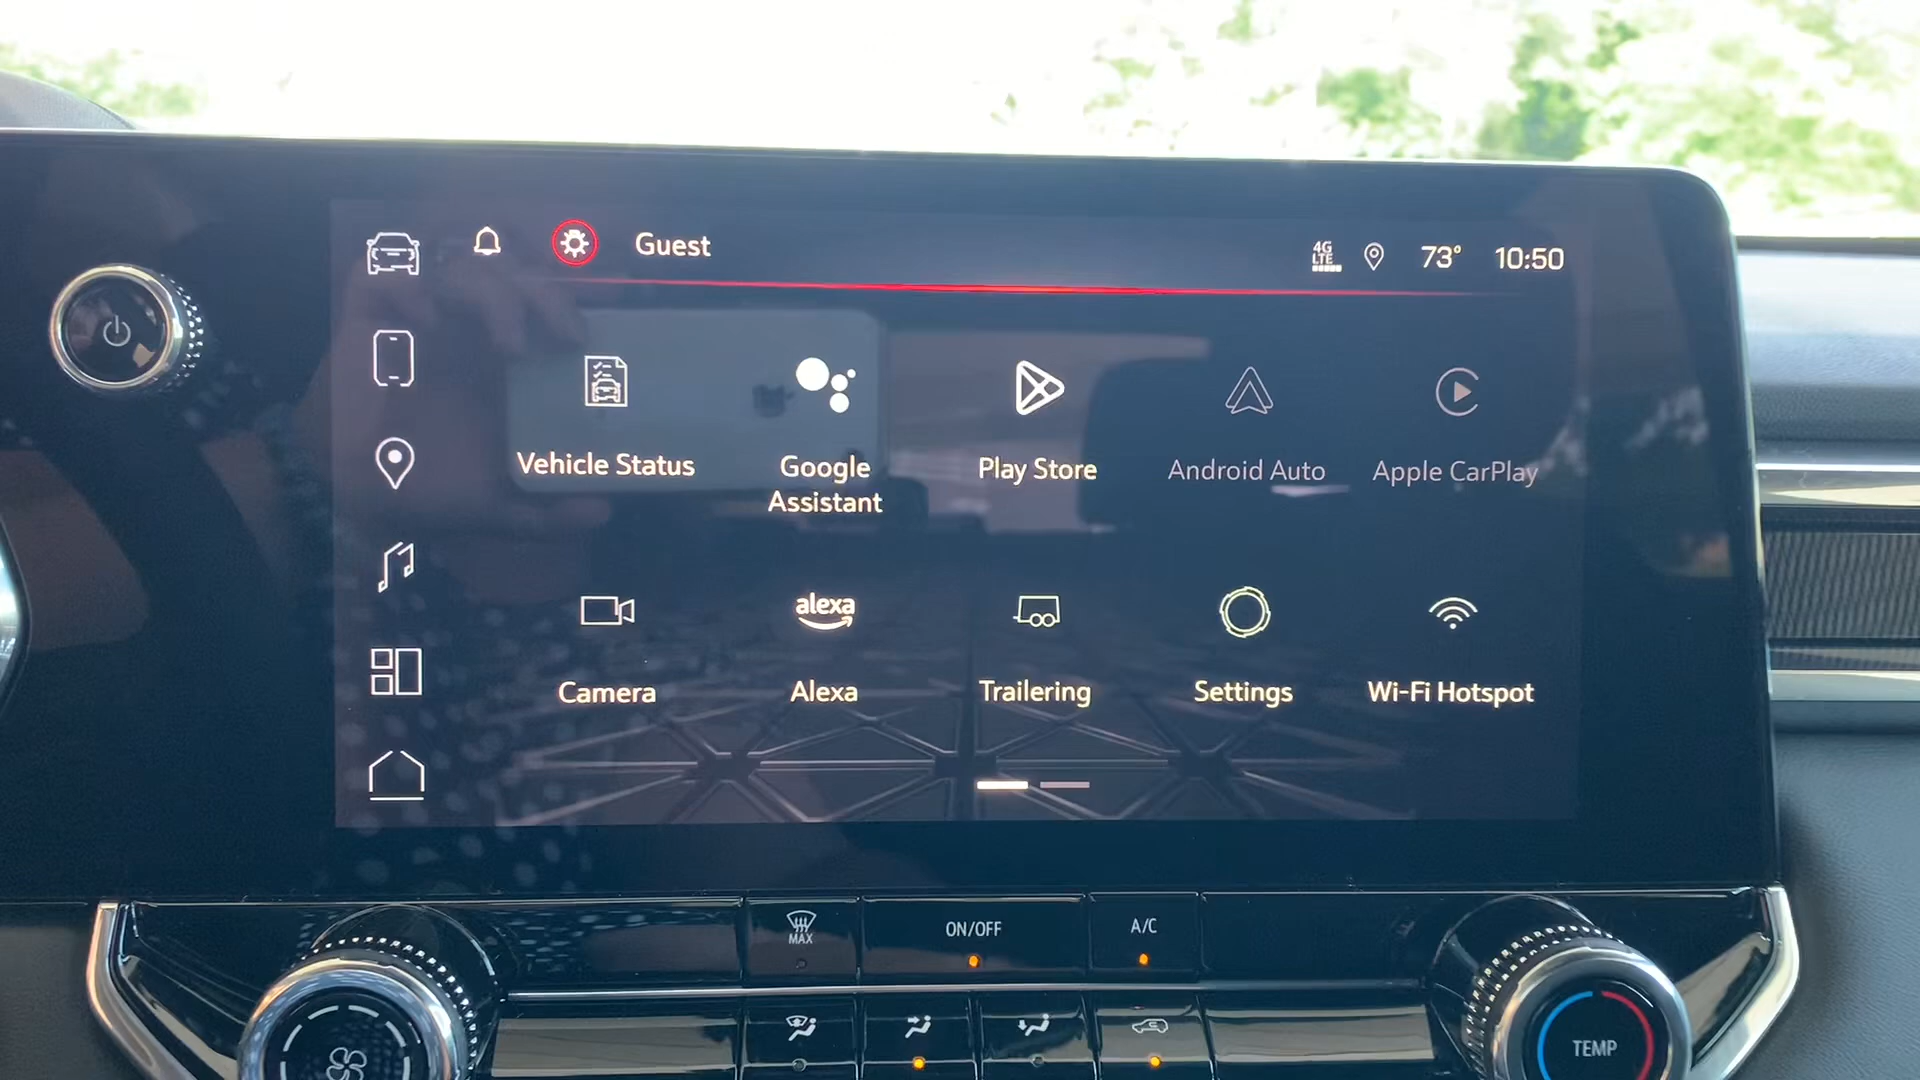 Guest
4G
LTE
73°
10:50
Vehicle Status
Google
Assistant
Play Store
Android Auto
Apple CarPlay
alexa
Camera
Alexa
Trailering
Settings
Wi-Fi Hotspot
MAX
ON/OFF
A/C
TEMP